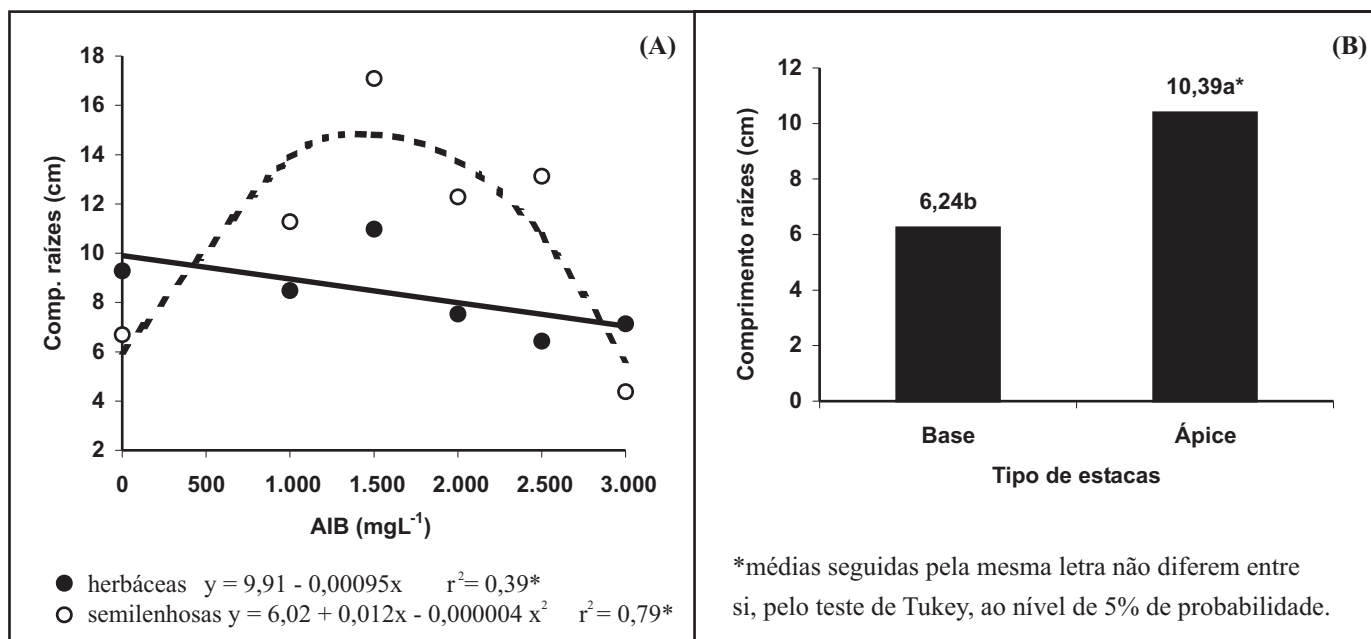 (A)
18
16
14
12
10
8
6
4
2
Comp. raízes (cm)
0 500 1.000 1.500 2.000 2.500 3.000
AIB (mgL⁻¹)
● herbáceas y = 9,91 - 0,00095x r²= 0,39*
○ semilenhosas y = 6,02 + 0,012x - 0,000004 x² r²= 0,79*
(B)
12
10
8
6
4
2
0
Comprimento raízes (cm)
6,24b
10,39a*
Base Ápice
Tipo de estacas
*médias seguidas pela mesma letra não diferem entre
si, pelo teste de Tukey, ao nível de 5% de probabilidade.